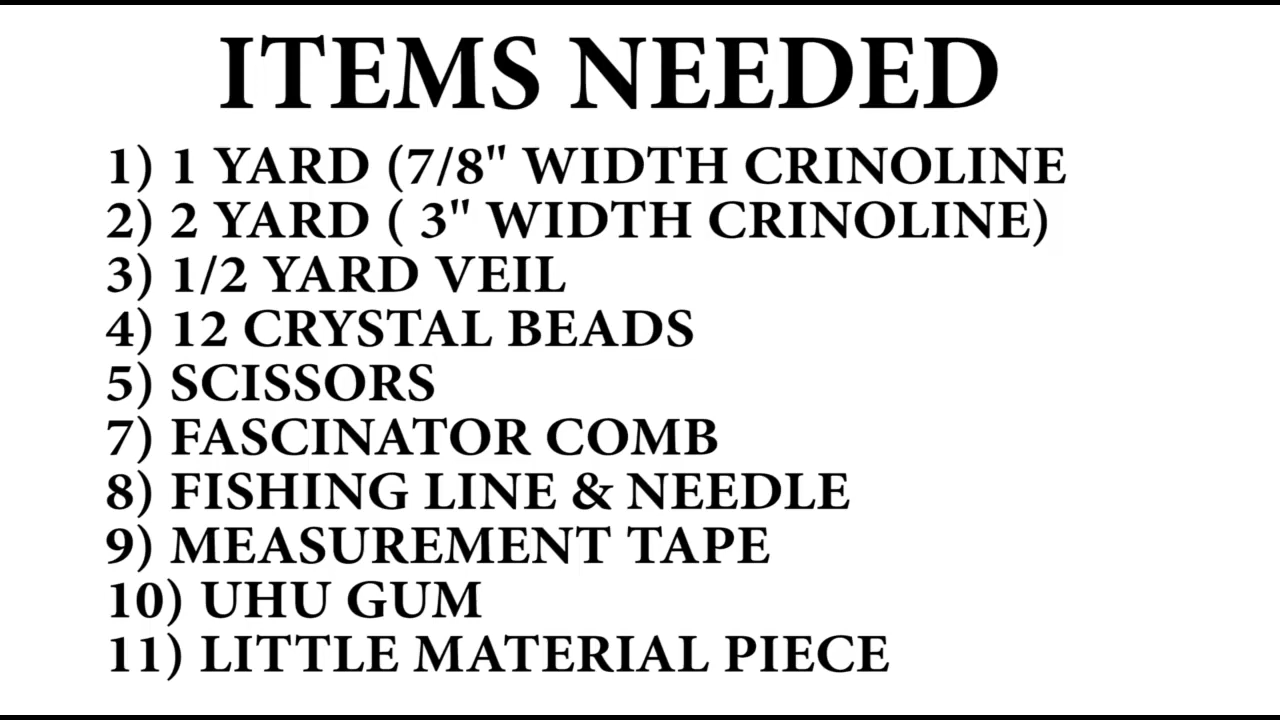 ITEMS NEEDED
1) 1 YARD (7/8" WIDTH CRINOLINE
2) 2 YARD ( 3" WIDTH CRINOLINE)
3) 1/2 YARD VEIL
4) 12 CRYSTAL BEADS
5) SCISSORS
7) FASCINATOR COMB
8) FISHING LINE & NEEDLE
9) MEASUREMENT TAPE
10) UHU GUM
11) LITTLE MATERIAL PIECE